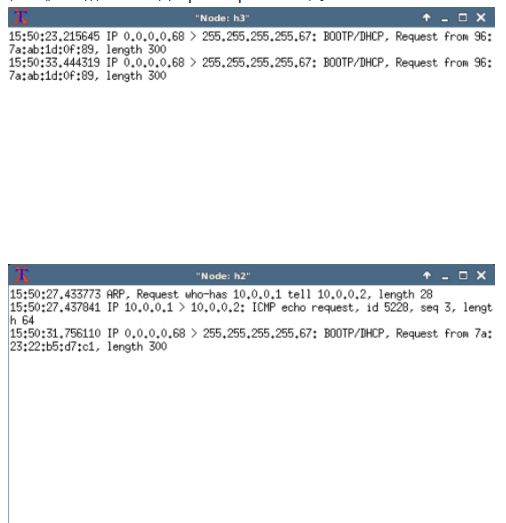 "Node: h3"
15:50:23.215645 IP 0.0.0.0.68 > 255.255.255.255.67: BOOTP/DHCP, Request from 96:
7a:ab:1d:0f:89, length 300
15:50:33.444319 IP 0.0.0.0.68 > 255.255.255.255.67: BOOTP/DHCP, Request from 96:
7a:ab:1d:0f:89, length 300
"Node: h2"
15:50:27.433773 ARP, Request who-has 10.0.0.1 tell 10.0.0.2, length 28
15:50:27.437841 IP 10.0.0.1 > 10.0.0.2: ICMP echo request, id 5228, seq 3, lengt
h 64
15:50:31.756110 IP 0.0.0.0.68 > 255.255.255.255.67: BOOTP/DHCP, Request from 7a:
23:22:b5:d7:c1, length 300